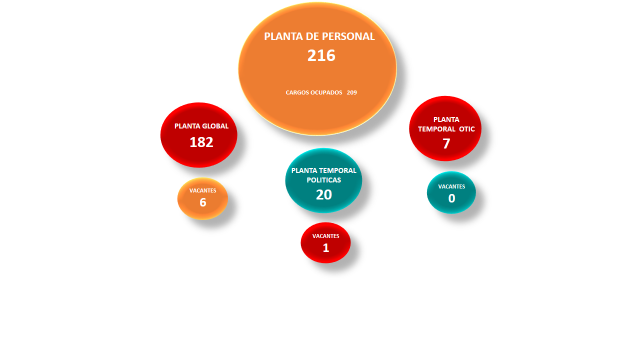 PLANTA DE PERSONAL
216
CARGOS OCUPADOS 209
PLANTA GLOBAL
182
VACANTES
6
PLANTA TEMPORAL
POLITICAS
20
VACANTES
1
PLANTA
TEMPORAL OTIC
7
VACANTES
0